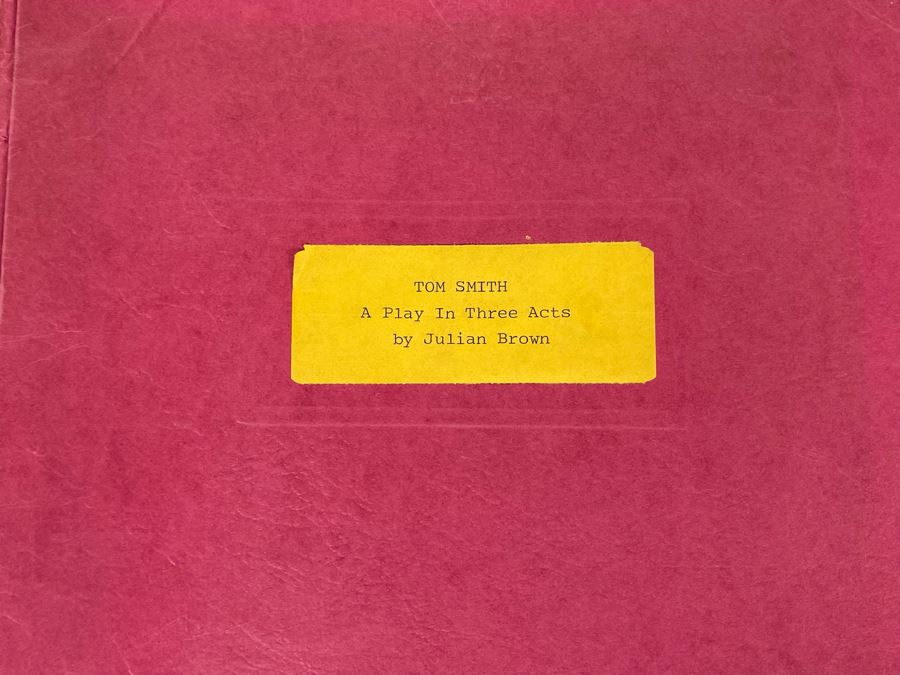 TOM SMITH
A Play In Three Acts
by Julian Brown